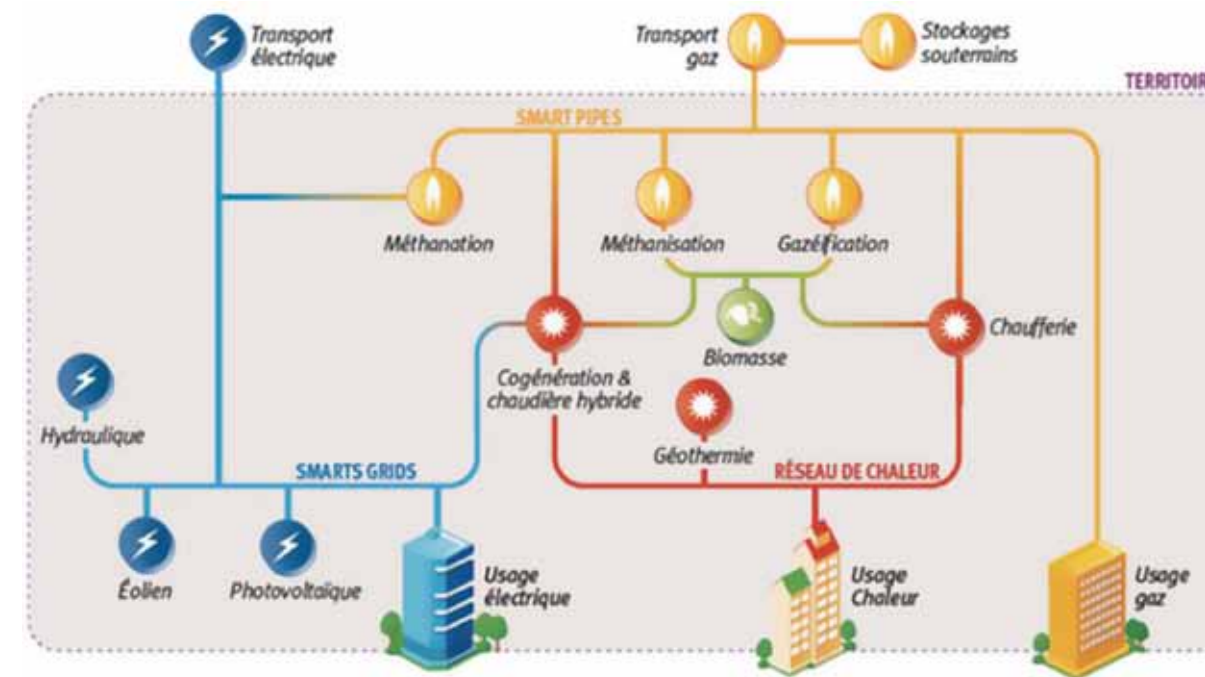 Transport
électrique
Transport
gaz
Stockages
souterrains
TERRITOIR
SMART PIPES
Méthanation
Méthanisation
Gazéification
Chaufferie
Biomasse
Cogénération &
chaudière hybride
Hydraulique
Géothermie
SMARTS GRIDS
RÉSEAU DE CHALEUR
Éolien
Photovoltaïque
Usage
électrique
Usage
Chaleur
Usage
gaz